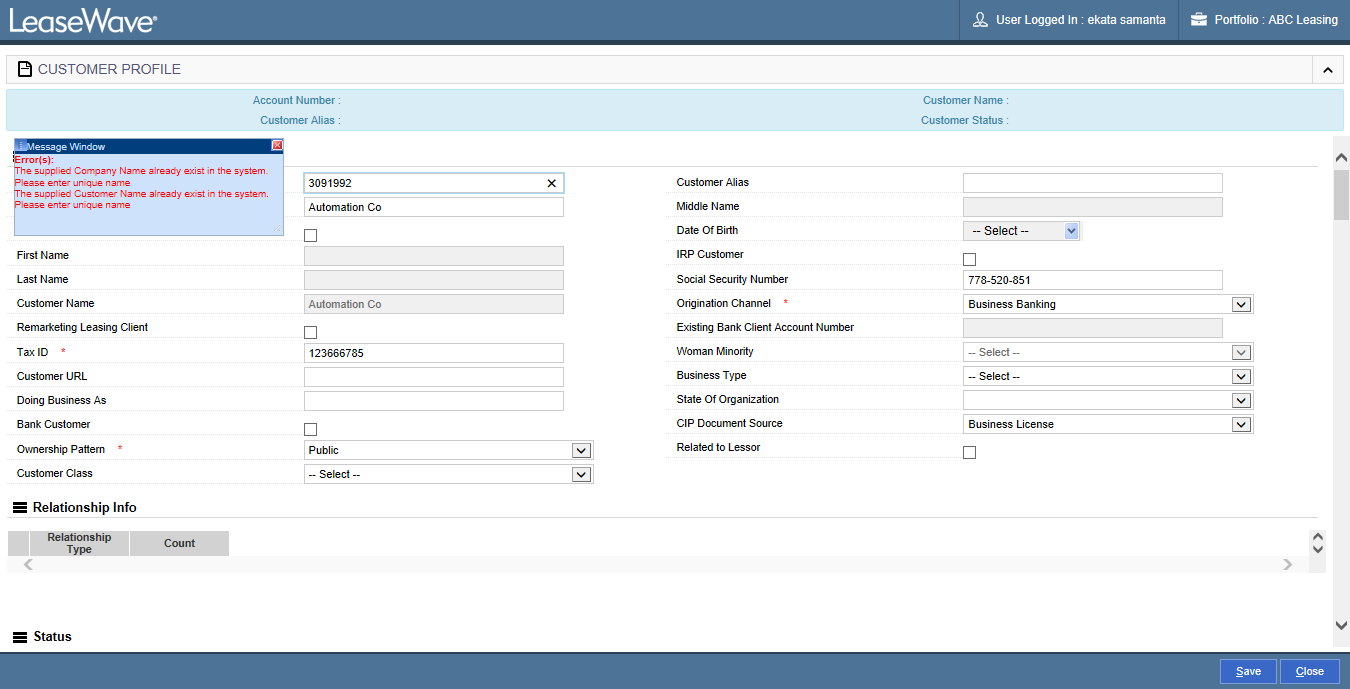 LeaseWave®
User Logged In : ekata samanta
Portfolio : ABC Leasing
CUSTOMER PROFILE
Account Number :
Customer Name :
Customer Alias :
Customer Status :
Message Window
Error(s):
The supplied Company Name already exist in the system.
Please enter unique name
The supplied Customer Name already exist in the system.
Please enter unique name
3091992
Automation Co
First Name
Last Name
Customer Name
Automation Co
Remarketing Leasing Client
Tax ID *
123666785
Customer URL
Doing Business As
Bank Customer
Ownership Pattern *
Public
Customer Class
-- Select --
Customer Alias
Middle Name
Date Of Birth
-- Select --
IRP Customer
Social Security Number
778-520-851
Origination Channel *
Business Banking
Existing Bank Client Account Number
Woman Minority
-- Select --
Business Type
-- Select --
State Of Organization
CIP Document Source
Business License
Related to Lessor
Relationship Info
Relationship
Type
Count
Status
Save
Close